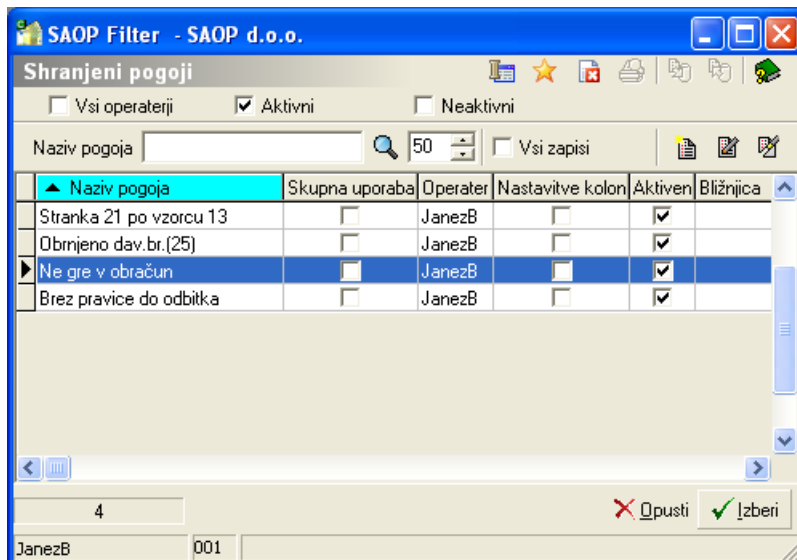 SAOP Filter - SAOP d.o.o.
Shranjeni pogoji
Vsi operaterji Aktivni Neaktivni
Naziv pogoja 50 Vsi zapisi
Naziv pogoja Skupna uporaba Operater Nastavitve kolon Aktiven Bližnjica
Stranka 21 po vzorcu 13 JanezB
Obrnjeno dav.br.(25) JanezB
Ne gre v obračun JanezB
Brez pravice do odbitka JanezB
4 Opusti Izberi
JanezB 001